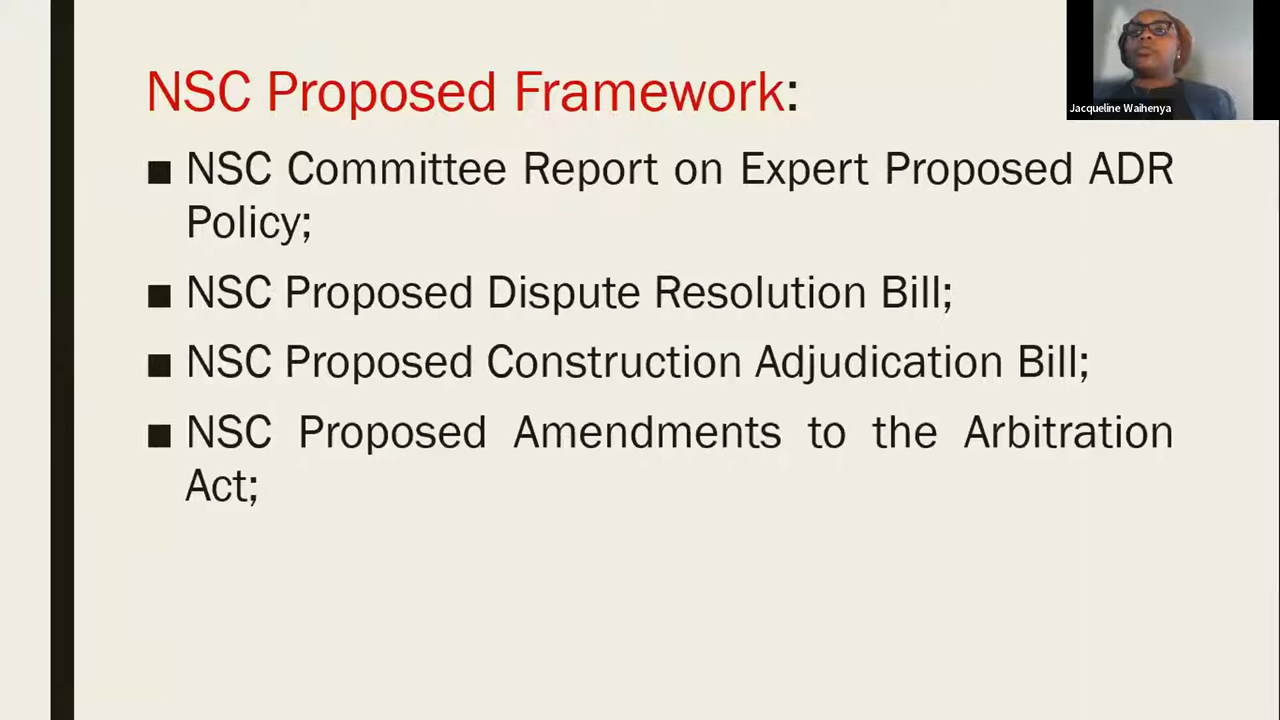 NSC Proposed Framework:
Jacqueline Waihenya
■ NSC Committee Report on Expert Proposed ADR
Policy;
■ NSC Proposed Dispute Resolution Bill;
■ NSC Proposed Construction Adjudication Bill;
■ NSC Proposed Amendments to the Arbitration
Act;